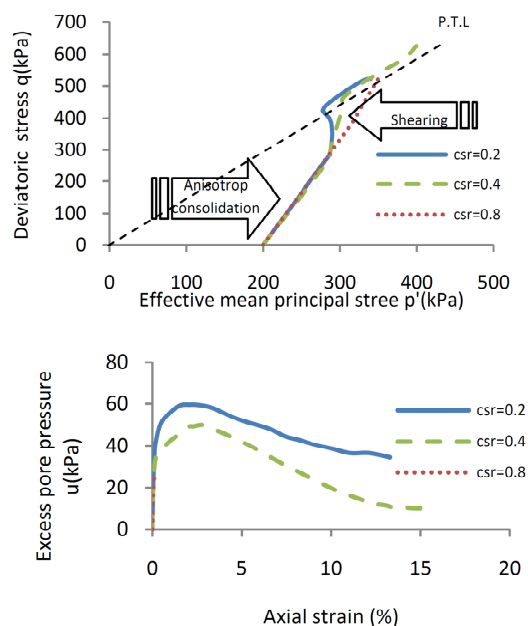 P.T.L
Deviatoric stress q(kPa)
700
600
500
400
300
200
100
0
Shearing
Anisotrop
consolidation
csr=0.2
csr=0.4
csr=0.8
0
100
200
300
400
500
Effective mean principal stree p'(kPa)
Excess pore pressure
u(kPa)
80
60
40
20
0
csr=0.2
csr=0.4
csr=0.8
0
5
10
15
20
Axial strain (%)